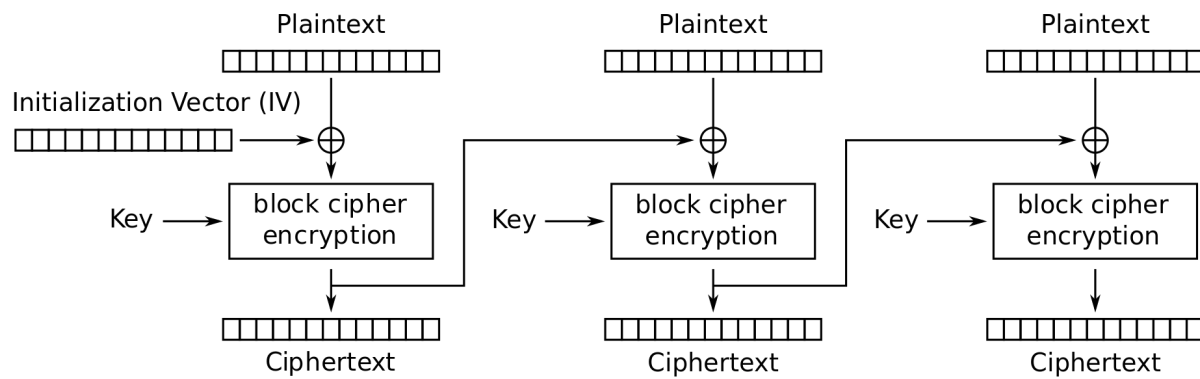 Plaintext
Plaintext
Plaintext
Initialization Vector (IV)
Key
block cipher
encryption
Key
block cipher
encryption
Key
block cipher
encryption
Ciphertext
Ciphertext
Ciphertext